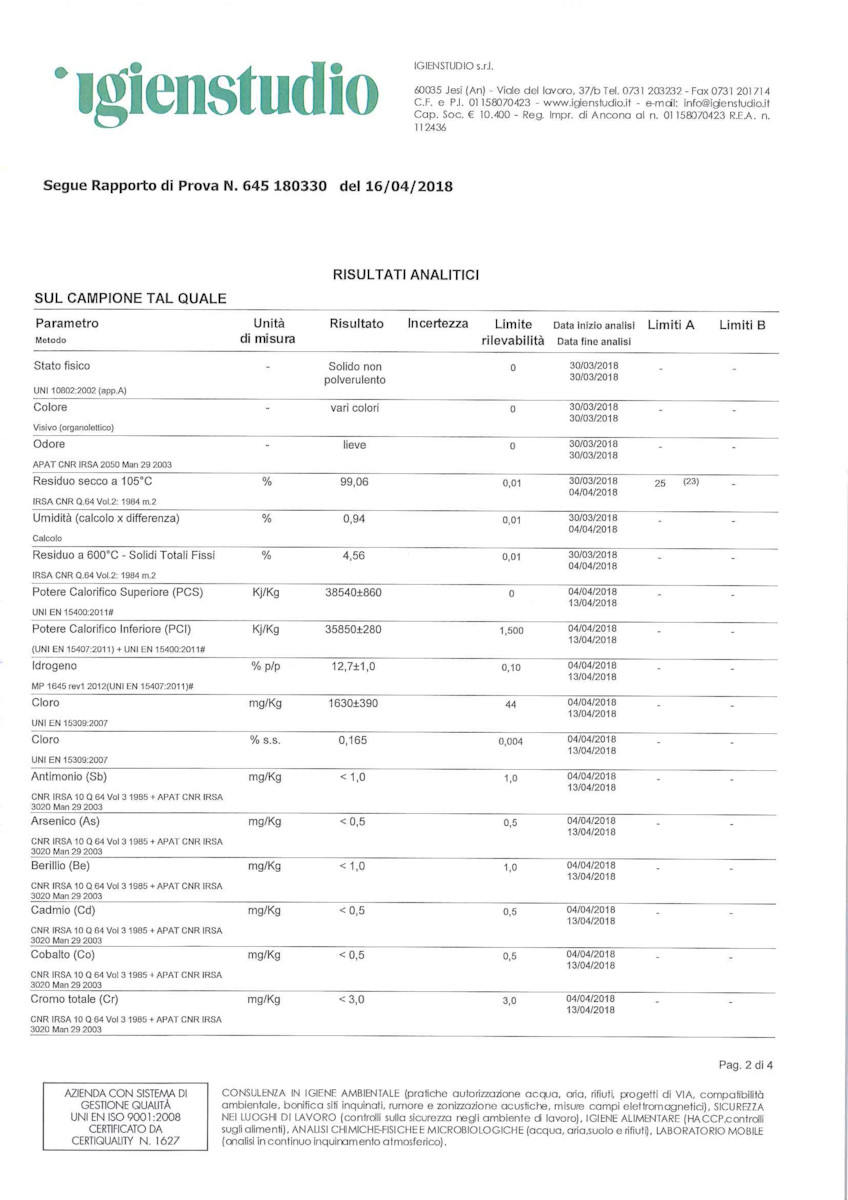 igienstudio
IGIENSTUDIO s.r.l.
60035 Jesi (An) - Viale del lavoro, 37/b Tel. 0731 203232 - Fax 0731 201714
C.F. e P.I. 01158070423 - www.igienstudio.it - e-mail: info@igienstudio.it
Cap. Soc. € 10.400 - Reg. Impr. di Ancona al n. 01158070423 R.E.A. n.
112436
Segue Rapporto di Prova N. 645 180330 del 16/04/2018
RISULTATI ANALITICI
SUL CAMPIONE TAL QUALE
Parametro Unità Risultato Incertezza Limite Data inizio analisi Limiti A Limiti B
Metodo di misura rilevabilità Data fine analisi
Stato fisico - Solido non 0 30/03/2018 - -
polverulento 30/03/2018
UNI 10802:2002 (app.A)
Colore - vari colori 0 30/03/2018 - -
30/03/2018
Visivo (organolettico)
Odore - lieve 0 30/03/2018 - -
30/03/2018
APAT CNR IRSA 2050 Man 29 2003
Residuo secco a 105°C % 99,06 0,01 30/03/2018 25 (23) -
04/04/2018
IRSA CNR Q.64 Vol.2: 1984 m.2
Umidità (calcolo x differenza) % 0,94 0,01 30/03/2018 - -
04/04/2018
Calcolo
Residuo a 600°C - Solidi Totali Fissi % 4,56 0,01 30/03/2018 - -
04/04/2018
IRSA CNR Q.64 Vol.2: 1984 m.2
Potere Calorifico Superiore (PCS) Kj/Kg 38540±860 0 04/04/2018 - -
13/04/2018
UNI EN 15400:2011#
Potere Calorifico Inferiore (PCI) Kj/Kg 35850±280 1,500 04/04/2018 - -
13/04/2018
(UNI EN 15407:2011) + UNI EN 15400:2011#
Idrogeno % p/p 12,7±1,0 0,10 04/04/2018 - -
13/04/2018
MP 1645 rev1 2012(UNI EN 15407:2011)#
Cloro mg/Kg 1630±390 44 04/04/2018 - -
13/04/2018
UNI EN 15309:2007
Cloro % s.s. 0,165 0,004 04/04/2018 - -
13/04/2018
UNI EN 15309:2007
Antimonio (Sb) mg/Kg < 1,0 1,0 04/04/2018 - -
13/04/2018
CNR IRSA 10 Q 64 Vol 3 1985 + APAT CNR IRSA
3020 Man 29 2003
Arsenico (As) mg/Kg < 0,5 0,5 04/04/2018 - -
13/04/2018
CNR IRSA 10 Q 64 Vol 3 1985 + APAT CNR IRSA
3020 Man 29 2003
Berillio (Be) mg/Kg < 1,0 1,0 04/04/2018 - -
13/04/2018
CNR IRSA 10 Q 64 Vol 3 1985 + APAT CNR IRSA
3020 Man 29 2003
Cadmio (Cd) mg/Kg < 0,5 0,5 04/04/2018 - -
13/04/2018
CNR IRSA 10 Q 64 Vol 3 1985 + APAT CNR IRSA
3020 Man 29 2003
Cobalto (Co) mg/Kg < 0,5 0,5 04/04/2018 - -
13/04/2018
CNR IRSA 10 Q 64 Vol 3 1985 + APAT CNR IRSA
3020 Man 29 2003
Cromo totale (Cr) mg/Kg < 3,0 3,0 04/04/2018 - -
13/04/2018
CNR IRSA 10 Q 64 Vol 3 1985 + APAT CNR IRSA
3020 Man 29 2003
Pag. 2 di 4
AZIENDA CON SISTEMA DI
GESTIONE QUALITÀ
UNI EN ISO 9001:2008
CERTIFICATO DA
CERTIQUALITY N. 1627
CONSULENZA IN IGIENE AMBIENTALE (pratiche autorizzazione acqua, aria, rifiuti, progetti di VIA, compatibilità
ambientale, bonifica siti inquinati, rumore e zonizzazione acustiche, misure campi elettromagnetici), SICUREZZA
NEI LUOGHI DI LAVORO (controlli sulla sicurezza negli ambiente di lavoro), IGIENE ALIMENTARE (HACCP,controlli
sugli alimenti), ANALISI CHIMICHE-FISICHE E MICROBIOLOGICHE (acqua, aria,suolo e rifiuti), LABORATORIO MOBILE
(analisi in continuo inquinamento atmosferico).